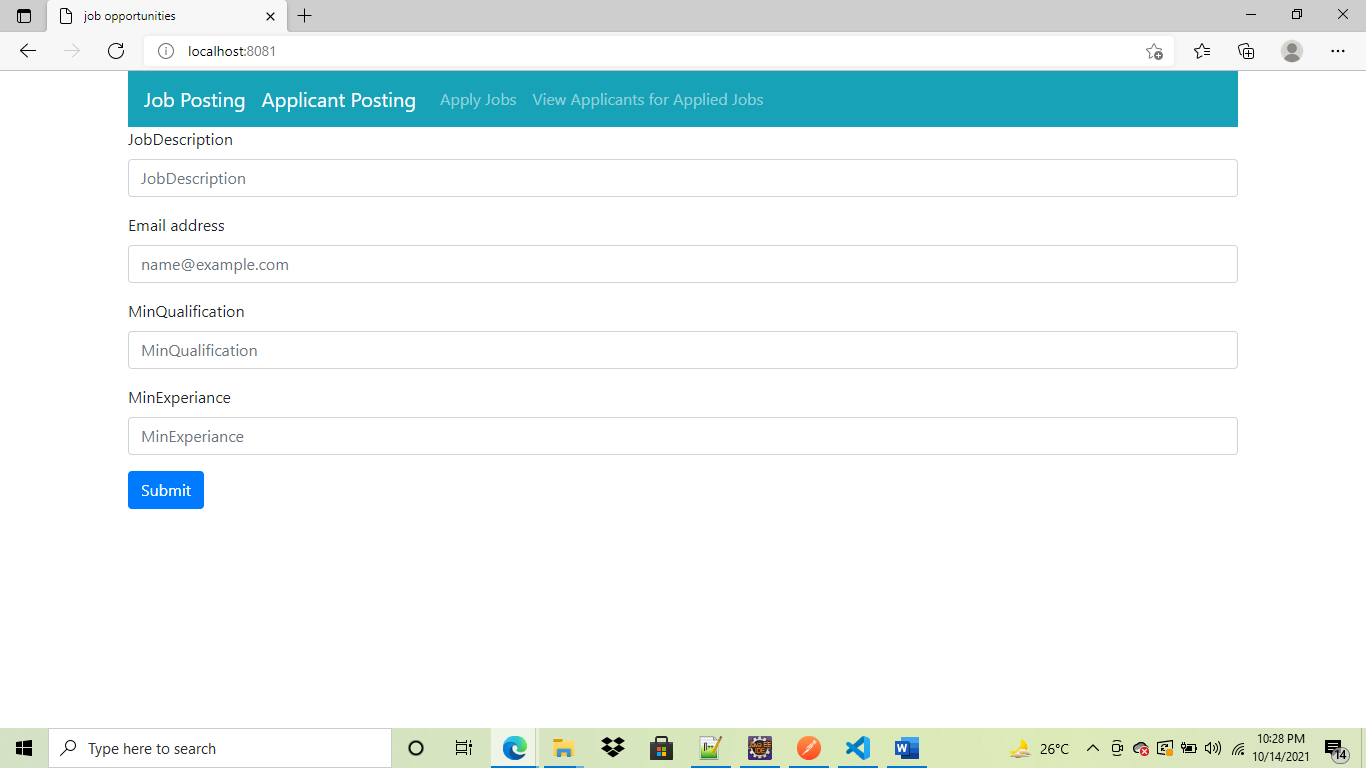 job opportunities
localhost:8081
Job Posting Applicant Posting Apply Jobs View Applicants for Applied Jobs
JobDescription
JobDescription
Email address
name@example.com
MinQualification
MinQualification
MinExperiance
MinExperiance
Submit
Type here to search
26°C
10:28 PM
10/14/2021
14